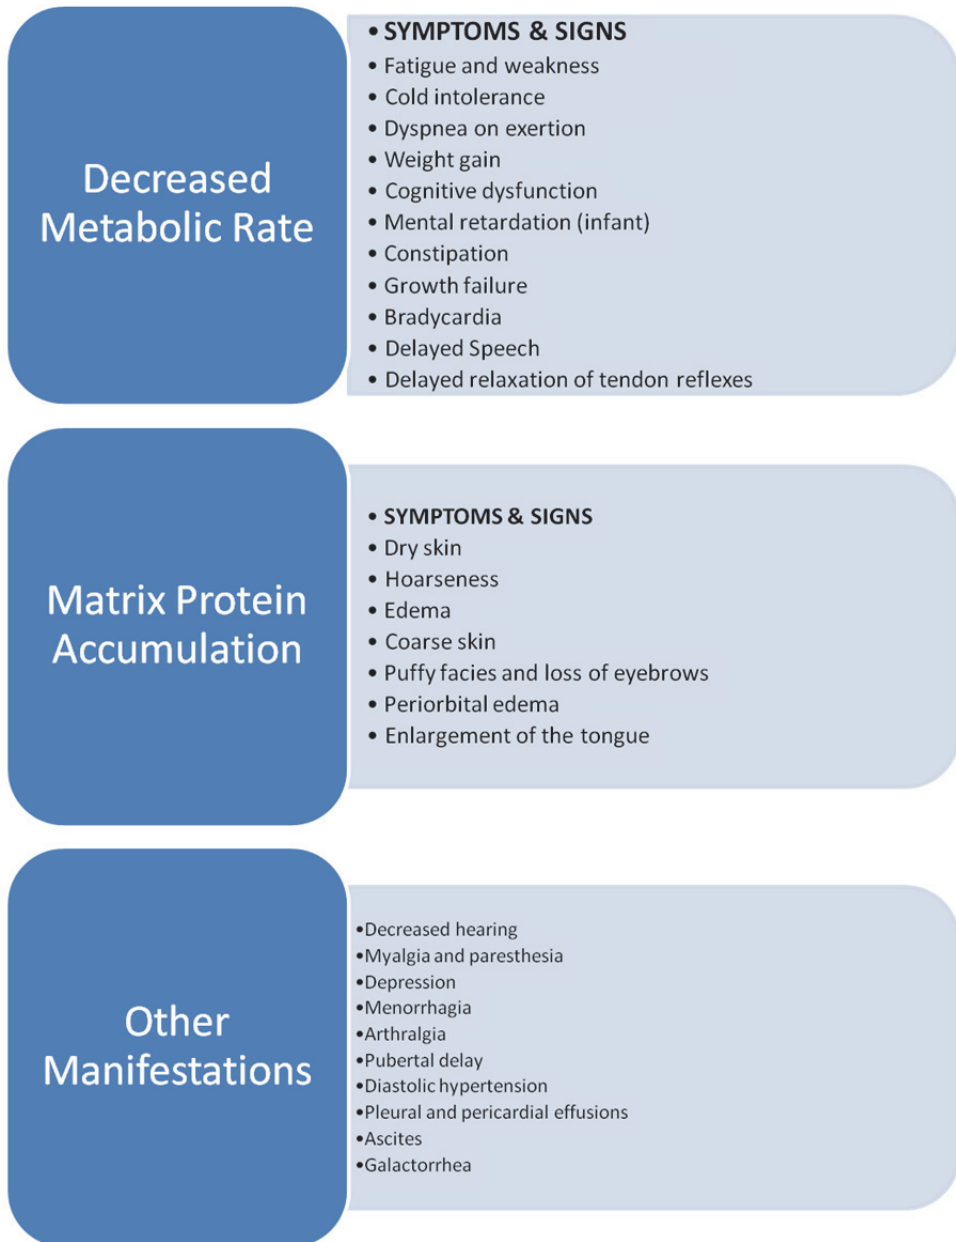 Decreased
Metabolic Rate
• SYMPTOMS & SIGNS
• Fatigue and weakness
• Cold intolerance
• Dyspnea on exertion
• Weight gain
• Cognitive dysfunction
• Mental retardation (infant)
• Constipation
• Growth failure
• Bradycardia
• Delayed Speech
• Delayed relaxation of tendon reflexes
Matrix Protein
Accumulation
• SYMPTOMS & SIGNS
• Dry skin
• Hoarseness
• Edema
• Coarse skin
• Puffy facies and loss of eyebrows
• Periorbital edema
• Enlargement of the tongue
Other
Manifestations
•Decreased hearing
•Myalgia and paresthesia
•Depression
•Menorrhagia
•Arthralgia
•Pubertal delay
•Diastolic hypertension
•Pleural and pericardial effusions
•Ascites
•Galactorrhea